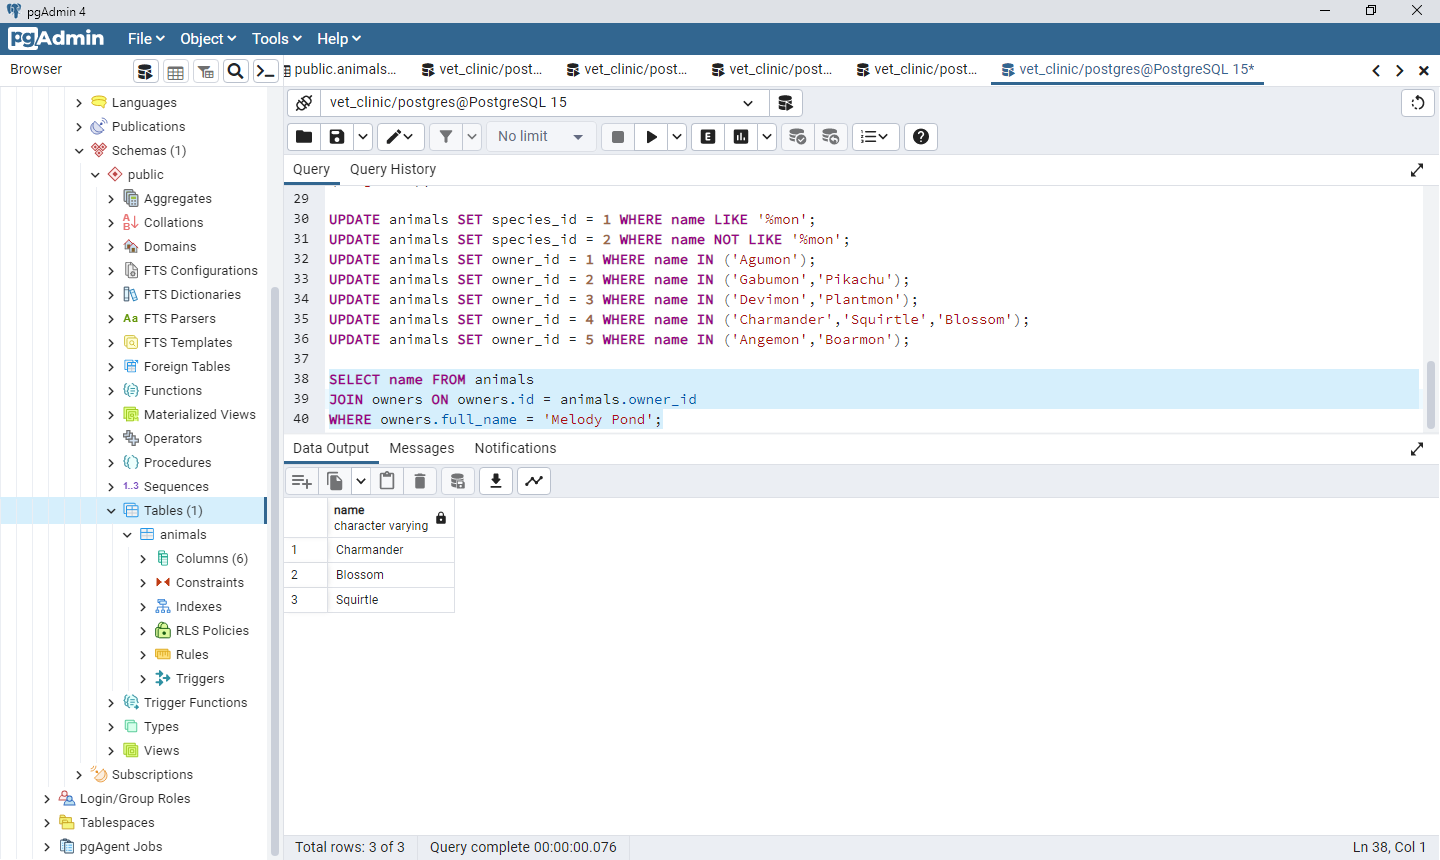 pgAdmin 4
pgAdmin
File
Object
Tools
Help
Browser
public.animals...
vet_clinic/post...
vet_clinic/post...
vet_clinic/post...
vet_clinic/post...
vet_clinic/postgres@PostgreSQL 15*
vet_clinic/postgres@PostgreSQL 15
No limit
E
Query
Query History
Languages
Publications
Schemas (1)
public
Aggregates
Collations
Domains
FTS Configurations
FTS Dictionaries
Aa FTS Parsers
FTS Templates
Foreign Tables
Functions
Materialized Views
Operators
Procedures
1..3 Sequences
Tables (1)
animals
Columns (6)
Constraints
Indexes
RLS Policies
Rules
Triggers
Trigger Functions
Types
Views
Subscriptions
Login/Group Roles
Tablespaces
pgAgent Jobs
29
30 UPDATE animals SET species_id = 1 WHERE name LIKE '%mon';
31 UPDATE animals SET species_id = 2 WHERE name NOT LIKE '%mon';
32 UPDATE animals SET owner_id = 1 WHERE name IN ('Agumon');
33 UPDATE animals SET owner_id = 2 WHERE name IN ('Gabumon','Pikachu');
34 UPDATE animals SET owner_id = 3 WHERE name IN ('Devimon','Plantmon');
35 UPDATE animals SET owner_id = 4 WHERE name IN ('Charmander','Squirtle','Blossom');
36 UPDATE animals SET owner_id = 5 WHERE name IN ('Angemon','Boarmon');
37
38 SELECT name FROM animals
39 JOIN owners ON owners.id = animals.owner_id
40 WHERE owners.full_name = 'Melody Pond';
Data Output
Messages
Notifications
name
character varying
1 Charmander
2 Blossom
3 Squirtle
Total rows: 3 of 3
Query complete 00:00:00.076
Ln 38, Col 1